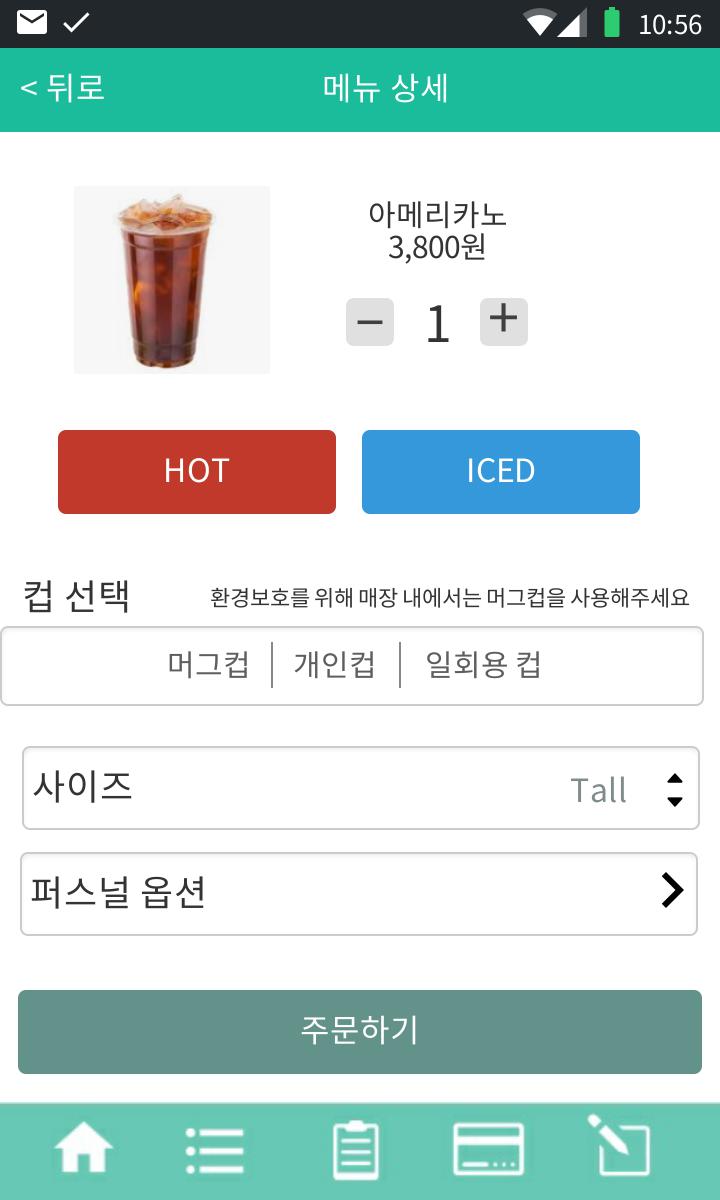 10:56
< 뒤로
메뉴 상세
아메리카노
3,800원
− 1 +
HOT
ICED
컵 선택
환경보호를 위해 매장 내에서는 머그컵을 사용해주세요
머그컵 | 개인컵 | 일회용 컵
사이즈
Tall
퍼스널 옵션
주문하기